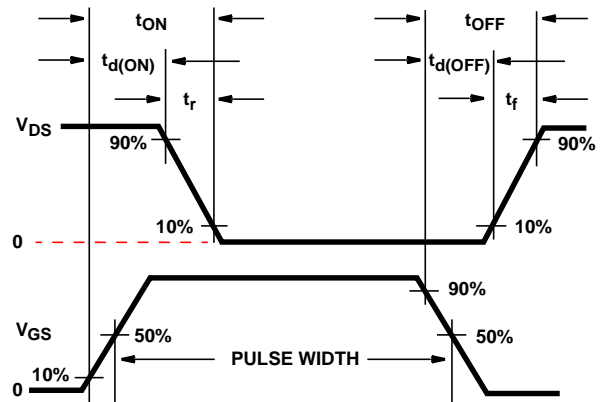 tON tOFF
td(ON) td(OFF)
tr tf
VDS
90% 90%
10% 10%
0
90%
VGS 50% 50%
PULSE WIDTH
10%
0